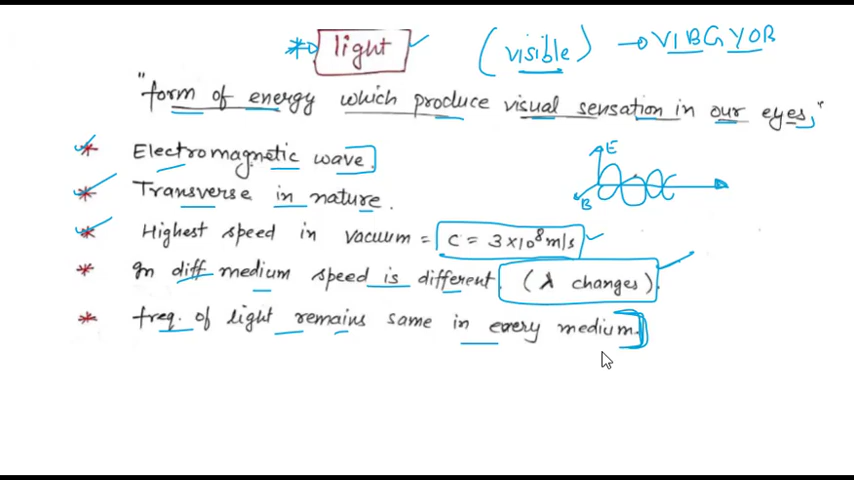 light (visible) → VIBGYOR
"form of energy which produce visual sensation in our eyes,"
* Electromagnetic wave
* Transverse in nature.
* Highest speed in vacuum = C = 3×10⁸ m/s
* In diff medium speed is different. (λ changes)
* freq. of light remains same in every medium.
E
B